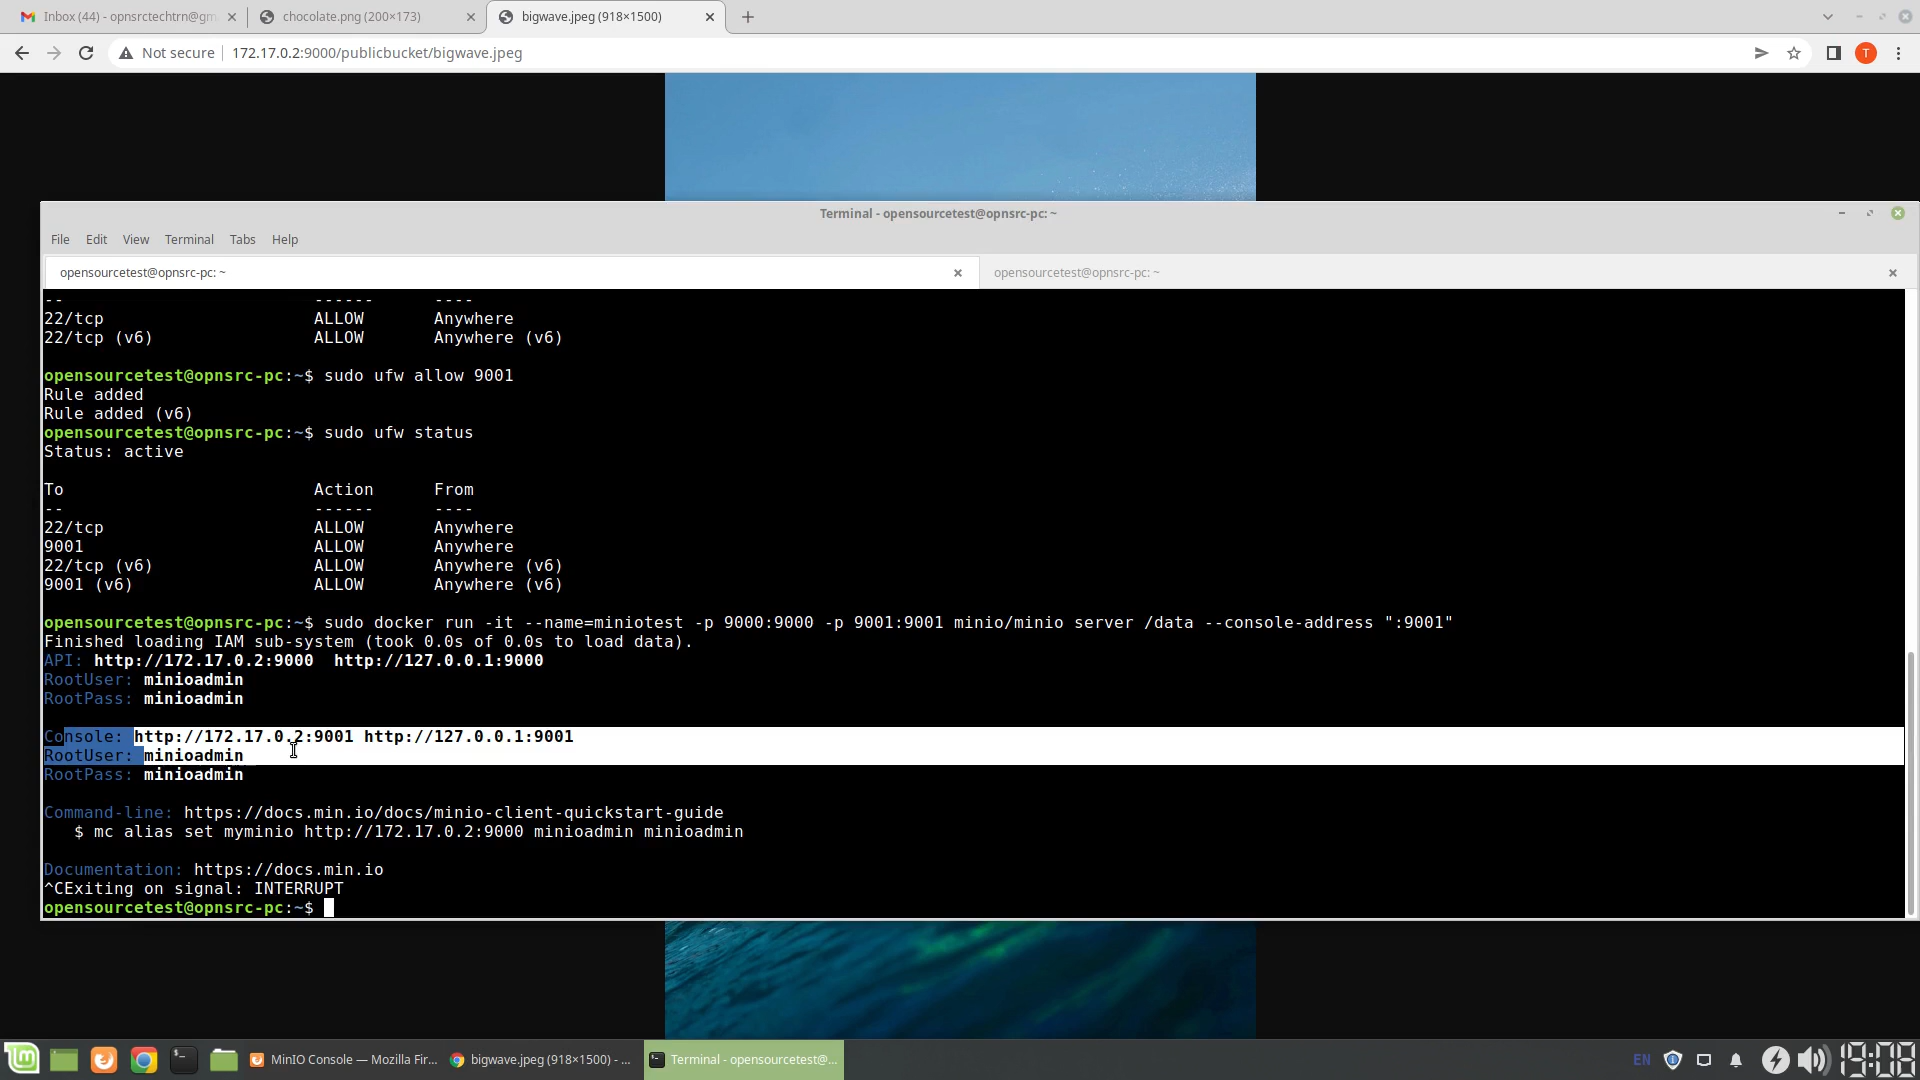 Inbox (44) - opnsrctechtrn@gm
chocolate.png (200×173)
bigwave.jpeg (918×1500)
Not secure
172.17.0.2:9000/publicbucket/bigwave.jpeg
T
Terminal - opensourcetest@opnsrc-pc: ~
File Edit View Terminal Tabs Help
opensourcetest@opnsrc-pc: ~
opensourcetest@opnsrc-pc: ~
-- ------ ----
22/tcp ALLOW Anywhere
22/tcp (v6) ALLOW Anywhere (v6)
opensourcetest@opnsrc-pc:~$ sudo ufw allow 9001
Rule added
Rule added (v6)
opensourcetest@opnsrc-pc:~$ sudo ufw status
Status: active
To Action From
-- ------ ----
22/tcp ALLOW Anywhere
9001 ALLOW Anywhere
22/tcp (v6) ALLOW Anywhere (v6)
9001 (v6) ALLOW Anywhere (v6)
opensourcetest@opnsrc-pc:~$ sudo docker run -it --name=miniotest -p 9000:9000 -p 9001:9001 minio/minio server /data --console-address ":9001"
Finished loading IAM sub-system (took 0.0s of 0.0s to load data).
API: http://172.17.0.2:9000 http://127.0.0.1:9000
RootUser: minioadmin
RootPass: minioadmin
Console: http://172.17.0.2:9001 http://127.0.0.1:9001
RootUser: minioadmin
RootPass: minioadmin
Command-line: https://docs.min.io/docs/minio-client-quickstart-guide
$ mc alias set myminio http://172.17.0.2:9000 minioadmin minioadmin
Documentation: https://docs.min.io
^CExiting on signal: INTERRUPT
opensourcetest@opnsrc-pc:~$
MinIO Console — Mozilla Fir...
bigwave.jpeg (918×1500) - ...
Terminal - opensourcetest@...
EN
19:08